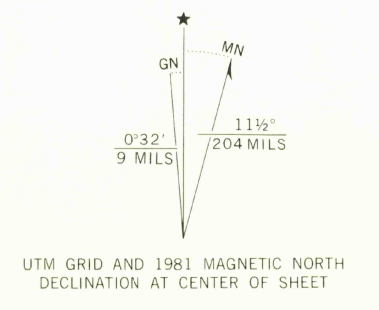 ★
MN
GN
0°32′
9 MILS
11½°
204 MILS
UTM GRID AND 1981 MAGNETIC NORTH
DECLINATION AT CENTER OF SHEET